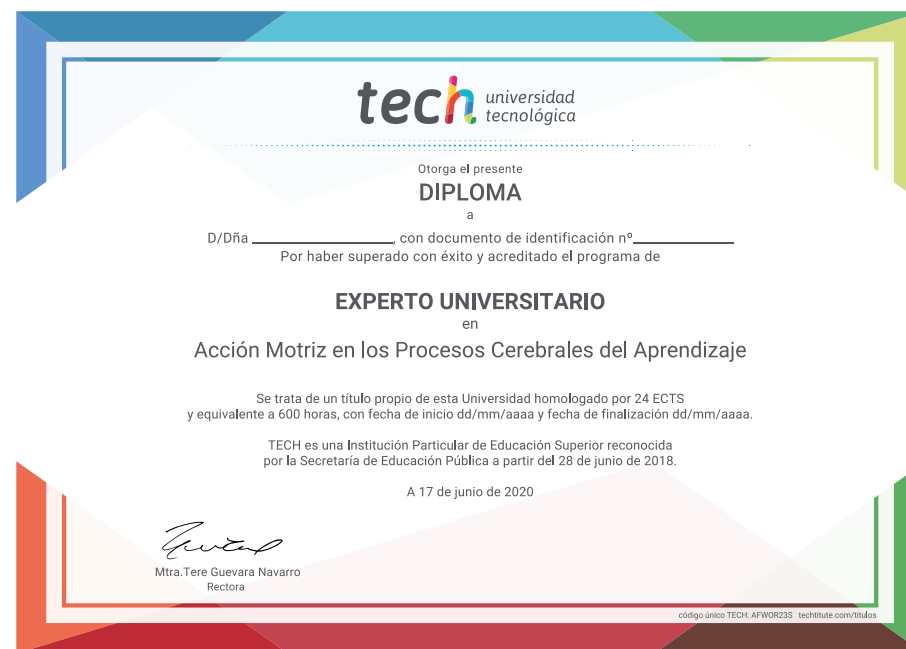 tech universidad
tecnológica
Otorga el presente
DIPLOMA
a
D/Dña ____________________, con documento de identificación nº______________
Por haber superado con éxito y acreditado el programa de
EXPERTO UNIVERSITARIO
en
Acción Motriz en los Procesos Cerebrales del Aprendizaje
Se trata de un título propio de esta Universidad homologado por 24 ECTS
y equivalente a 600 horas, con fecha de inicio dd/mm/aaaa y fecha de finalización dd/mm/aaaa.
TECH es una Institución Particular de Educación Superior reconocida
por la Secretaría de Educación Pública a partir del 28 de junio de 2018.
A 17 de junio de 2020
Mtra.Tere Guevara Navarro
Rectora
código único TECH: AFWOR23S techtitute.com/titulos